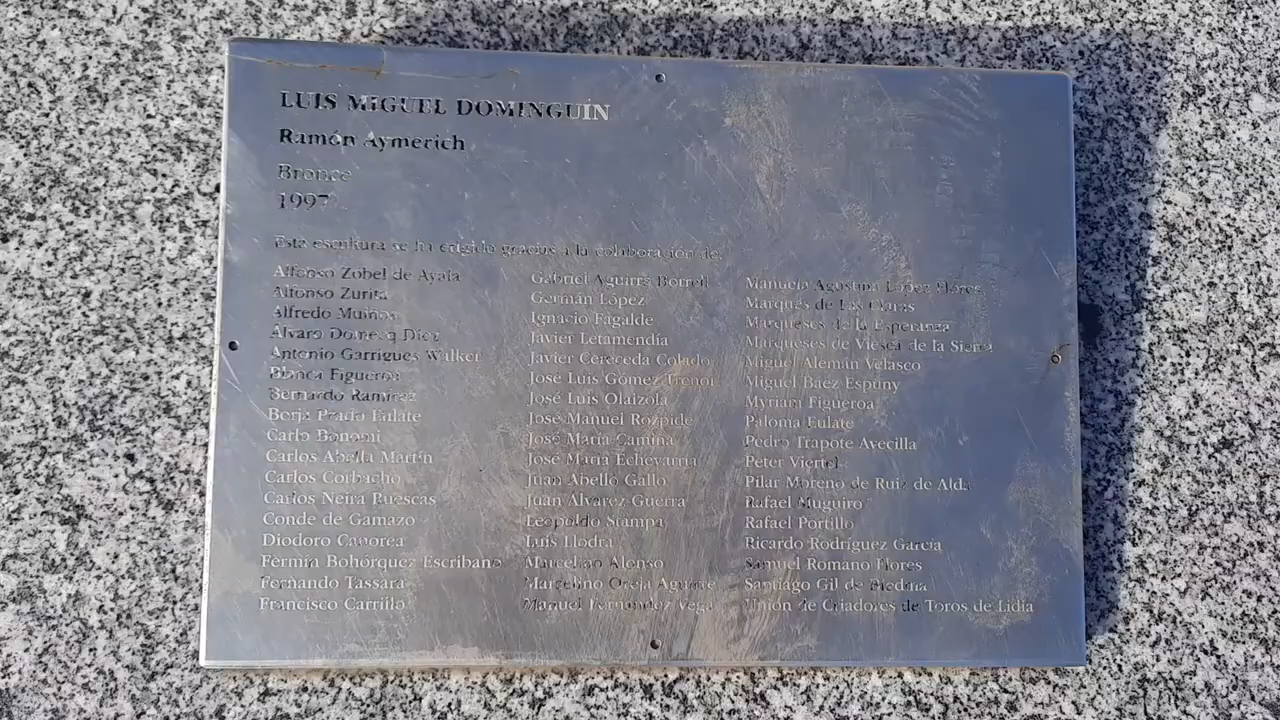 LUIS MIGUEL DOMINGUÍN
Ramón Aymerich
Bronce
1997
Esta escultura se ha erigido gracias a la colaboración de:
Alfonso Zobel de Ayala
Alfonso Zurita
Alfredo Muiños
Álvaro Domecq Díez
Antonio Garrigues Walker
Blanca Figueroa
Bernardo Ramírez
Borja Prado Eulate
Carlo Bonomi
Carlos Abella Martín
Carlos Corbacho
Carlos Neira Ruescas
Conde de Gamazo
Diodoro Canorea
Fermín Bohórquez Escribano
Fernando Tassara
Francisco Carrillo
Gabriel Aguirre Borrell
Germán López
Ignacio Fagalde
Javier Letamendía
Javier Cereceda Colado
José Luis Gómez Trenor
José Luis Olaizola
José Manuel Rozpide
José María Camina
José María Echevarría
Juan Abelló Gallo
Juan Álvarez Guerra
Leopoldo Stampa
Luis Llodra
Marcelino Alonso
Marcelino Oreja Aguirre
Manuel Fernández Vega
Manuela Agustina López Flores
Marqués de Las Claras
Marqueses de la Esperanza
Marqueses de Viesca de la Sierra
Miguel Alemán Velasco
Miguel Báez Espuny
Myriam Figueroa
Paloma Eulate
Pedro Trapote Avecilla
Peter Viertel
Pilar Moreno de Ruiz de Alda
Rafael Muguiro
Rafael Portillo
Ricardo Rodríguez García
Samuel Romano Flores
Santiago Gil de Biedma
Unión de Criadores de Toros de Lidia